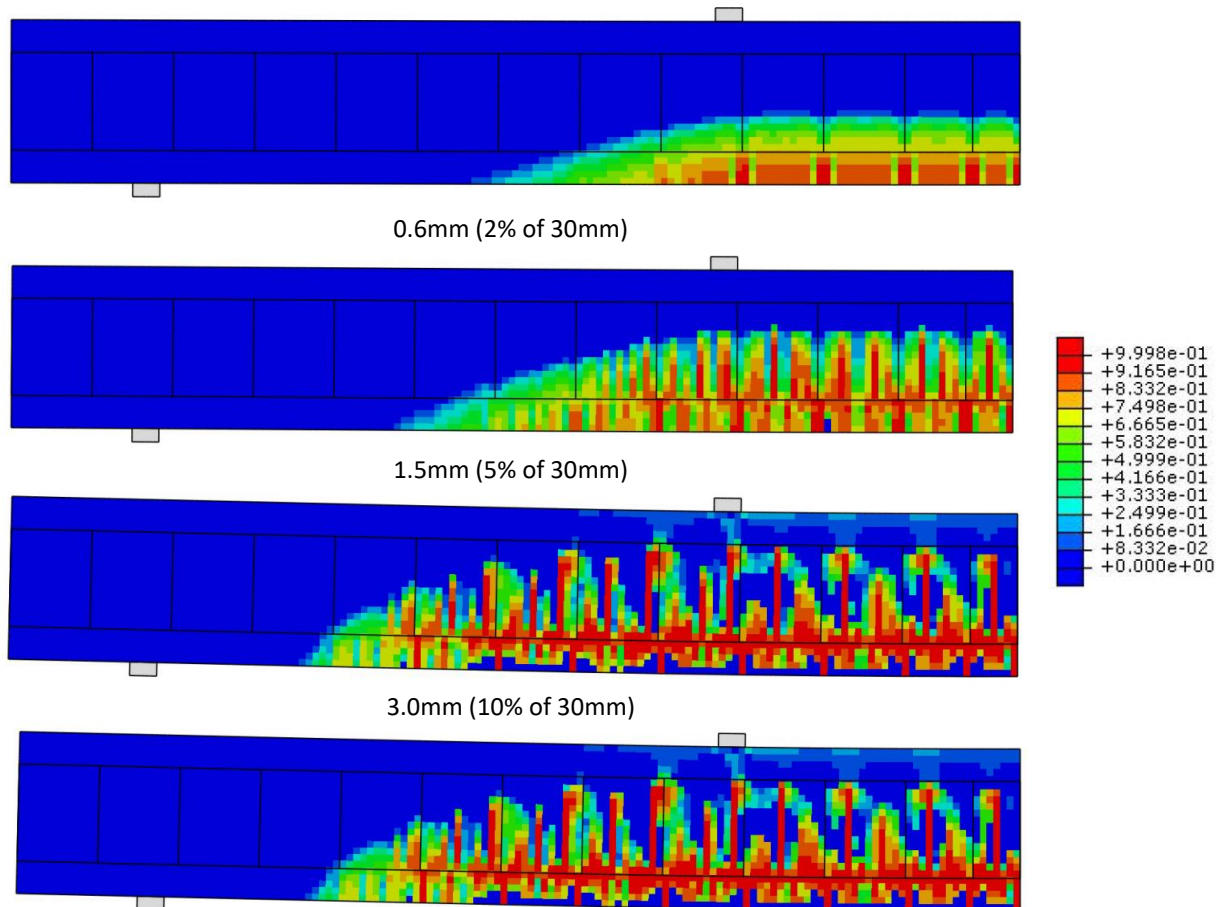 0.6mm (2% of 30mm)
1.5mm (5% of 30mm)
+9.998e-01
+9.165e-01
+8.332e-01
+7.498e-01
+6.665e-01
+5.832e-01
+4.999e-01
+4.166e-01
+3.333e-01
+2.499e-01
+1.666e-01
+8.332e-02
+0.000e+00
3.0mm (10% of 30mm)